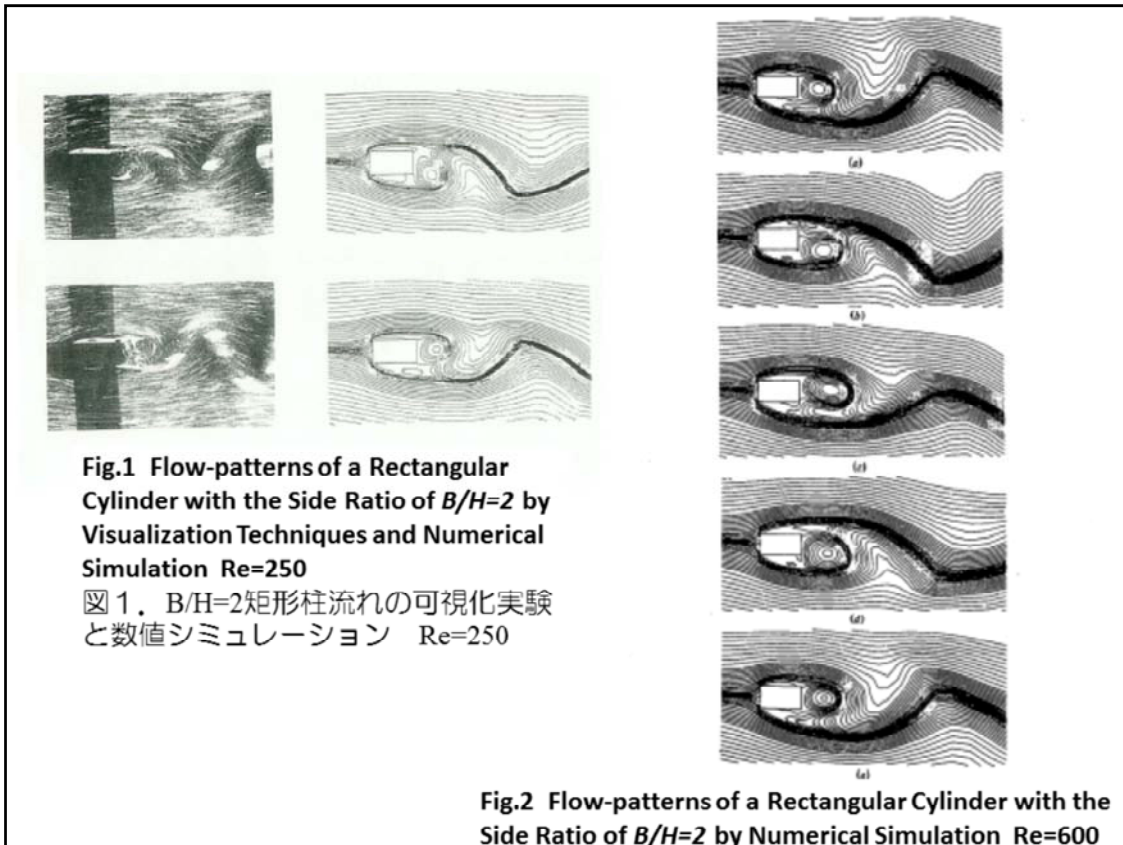 Fig.1 Flow-patterns of a Rectangular
Cylinder with the Side Ratio of B/H=2 by
Visualization Techniques and Numerical
Simulation Re=250
図１．B/H=2矩形柱流れの可視化実験
と数値シミュレーション Re=250
(a)
(b)
(c)
(d)
(e)
Fig.2 Flow-patterns of a Rectangular Cylinder with the
Side Ratio of B/H=2 by Numerical Simulation Re=600